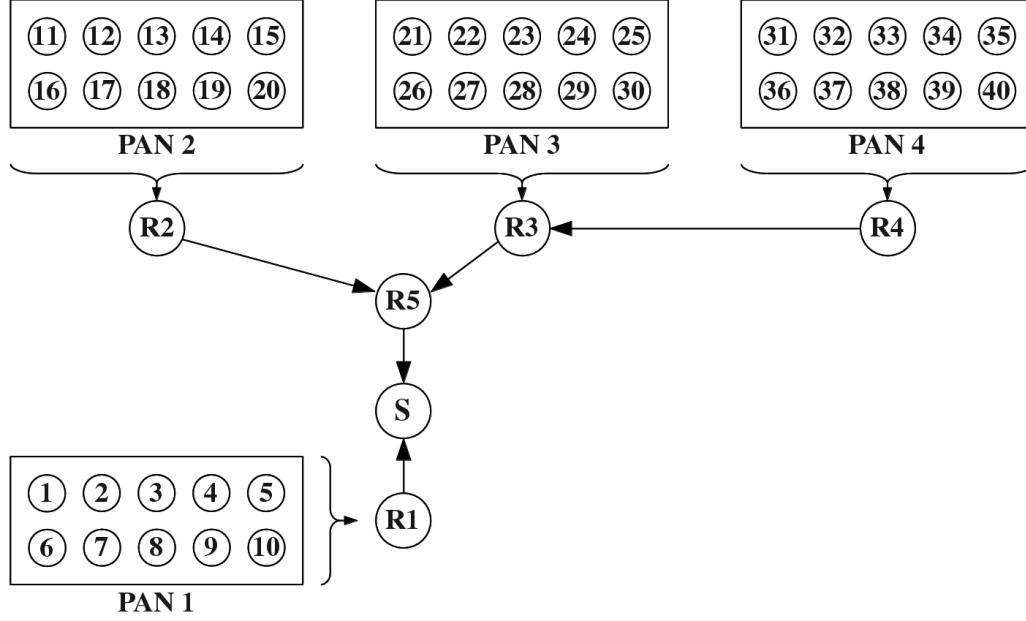 11 12 13 14 15
16 17 18 19 20
PAN 2
21 22 23 24 25
26 27 28 29 30
PAN 3
31 32 33 34 35
36 37 38 39 40
PAN 4
R2
R3
R4
R5
S
1 2 3 4 5
6 7 8 9 10
PAN 1
R1